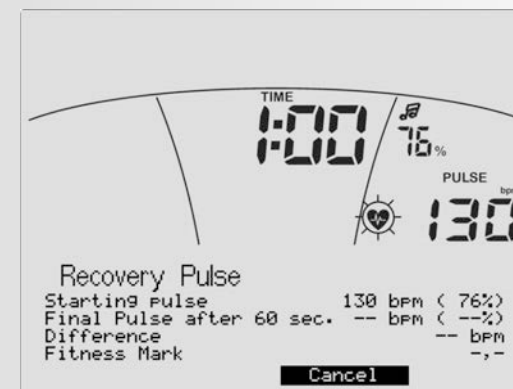 TIME
1:00
76%
PULSE
bpm
130
Recovery Pulse
Starting pulse 130 bpm ( 76%)
Final Pulse after 60 sec. -- bpm ( --%)
Difference -- bpm
Fitness Mark -,-
Cancel